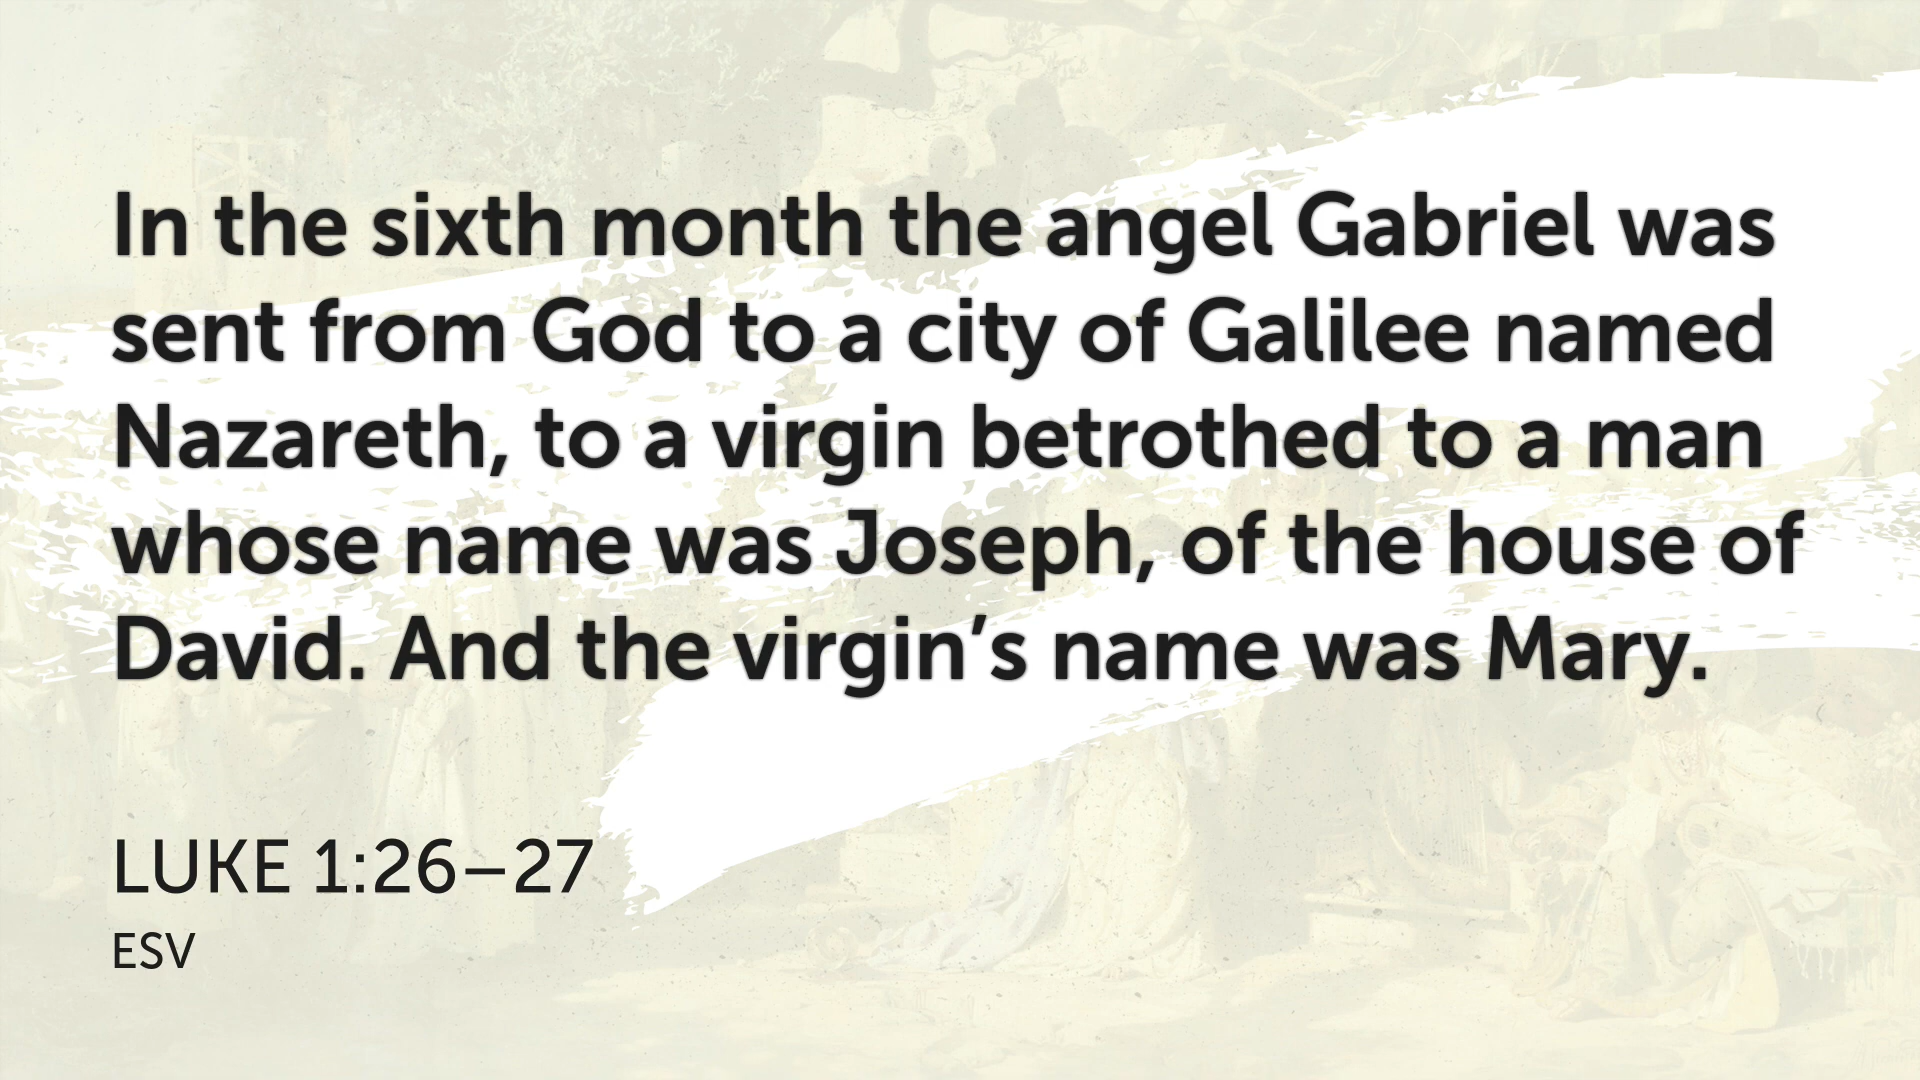 In the sixth month the angel Gabriel was
sent from God to a city of Galilee named
Nazareth, to a virgin betrothed to a man
whose name was Joseph, of the house of
David. And the virgin’s name was Mary.
LUKE 1:26–27
ESV